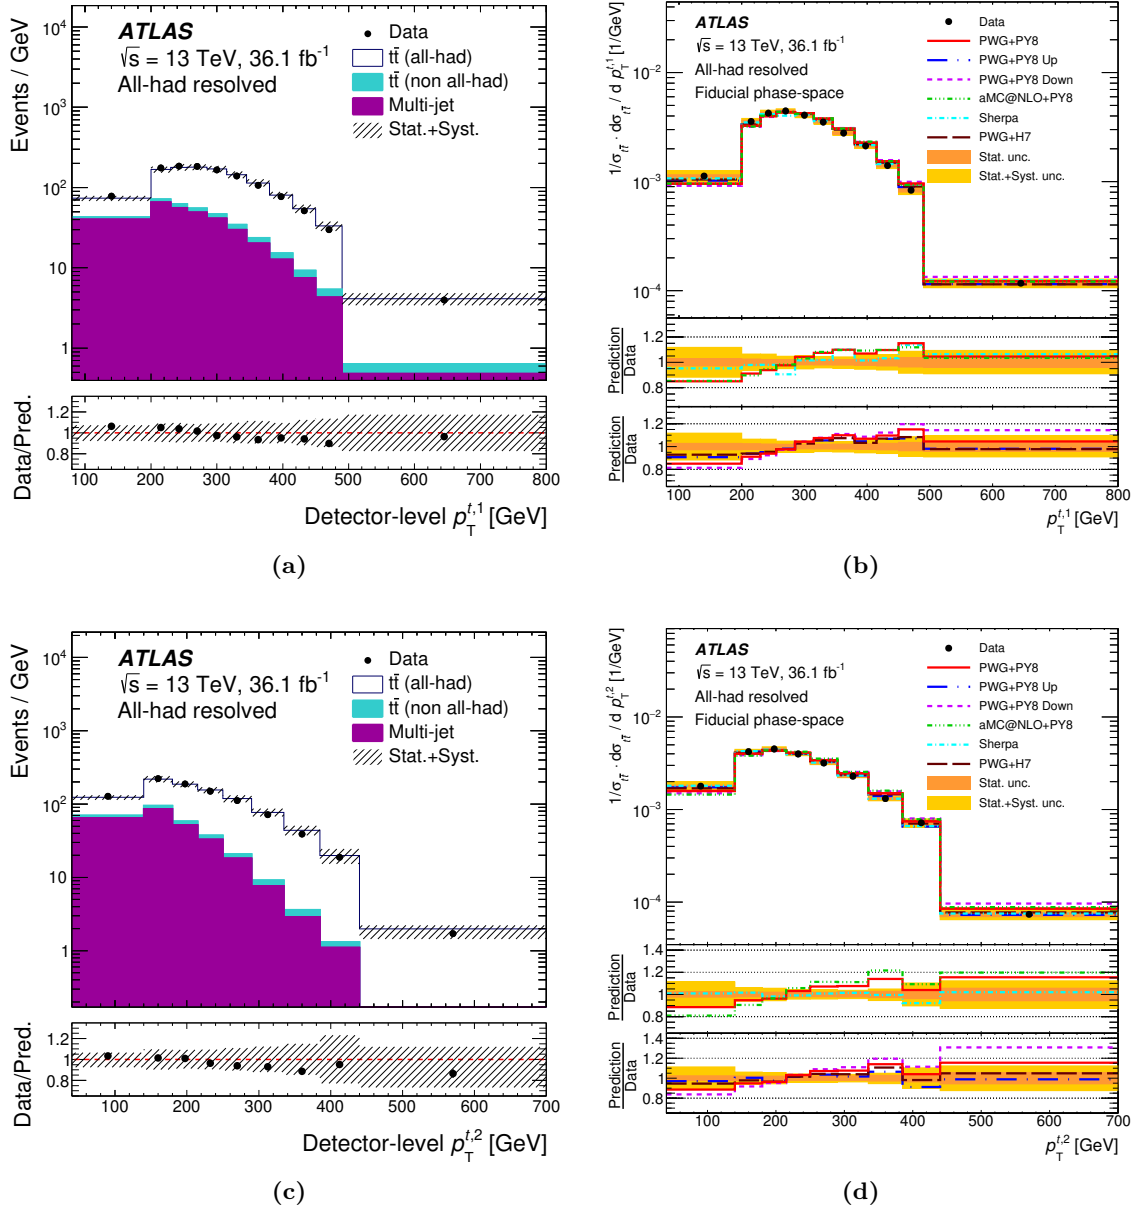 Events / GeV
10⁴
10³
10²
10
1
ATLAS
√s = 13 TeV, 36.1 fb⁻¹
All-had resolved
Data
tt̄ (all-had)
tt̄ (non all-had)
Multi-jet
Stat.+Syst.
Data/Pred.
1.2
1
0.8
100 200 300 400 500 600 700 800
Detector-level p_T^{t,1} [GeV]
(a)
1/σ_{tt̄} · dσ_{tt̄} / d p_T^{t,1} [1/GeV]
10⁻²
10⁻³
10⁻⁴
ATLAS
√s = 13 TeV, 36.1 fb⁻¹
All-had resolved
Fiducial phase-space
Data
PWG+PY8
PWG+PY8 Up
PWG+PY8 Down
aMC@NLO+PY8
Sherpa
PWG+H7
Stat. unc.
Stat.+Syst. unc.
Prediction
Data
1.2
1
0.8
Prediction
Data
1.2
1
0.8
100 200 300 400 500 600 700 800
p_T^{t,1} [GeV]
(b)
Events / GeV
10⁴
10³
10²
10
1
ATLAS
√s = 13 TeV, 36.1 fb⁻¹
All-had resolved
Data
tt̄ (all-had)
tt̄ (non all-had)
Multi-jet
Stat.+Syst.
Data/Pred.
1.2
1
0.8
100 200 300 400 500 600 700
Detector-level p_T^{t,2} [GeV]
(c)
1/σ_{tt̄} · dσ_{tt̄} / d p_T^{t,2} [1/GeV]
10⁻¹
10⁻²
10⁻³
10⁻⁴
ATLAS
√s = 13 TeV, 36.1 fb⁻¹
All-had resolved
Fiducial phase-space
Data
PWG+PY8
PWG+PY8 Up
PWG+PY8 Down
aMC@NLO+PY8
Sherpa
PWG+H7
Stat. unc.
Stat.+Syst. unc.
Prediction
Data
1.4
1.2
1
0.8
Prediction
Data
1.4
1.2
1
0.8
100 200 300 400 500 600 700
p_T^{t,2} [GeV]
(d)